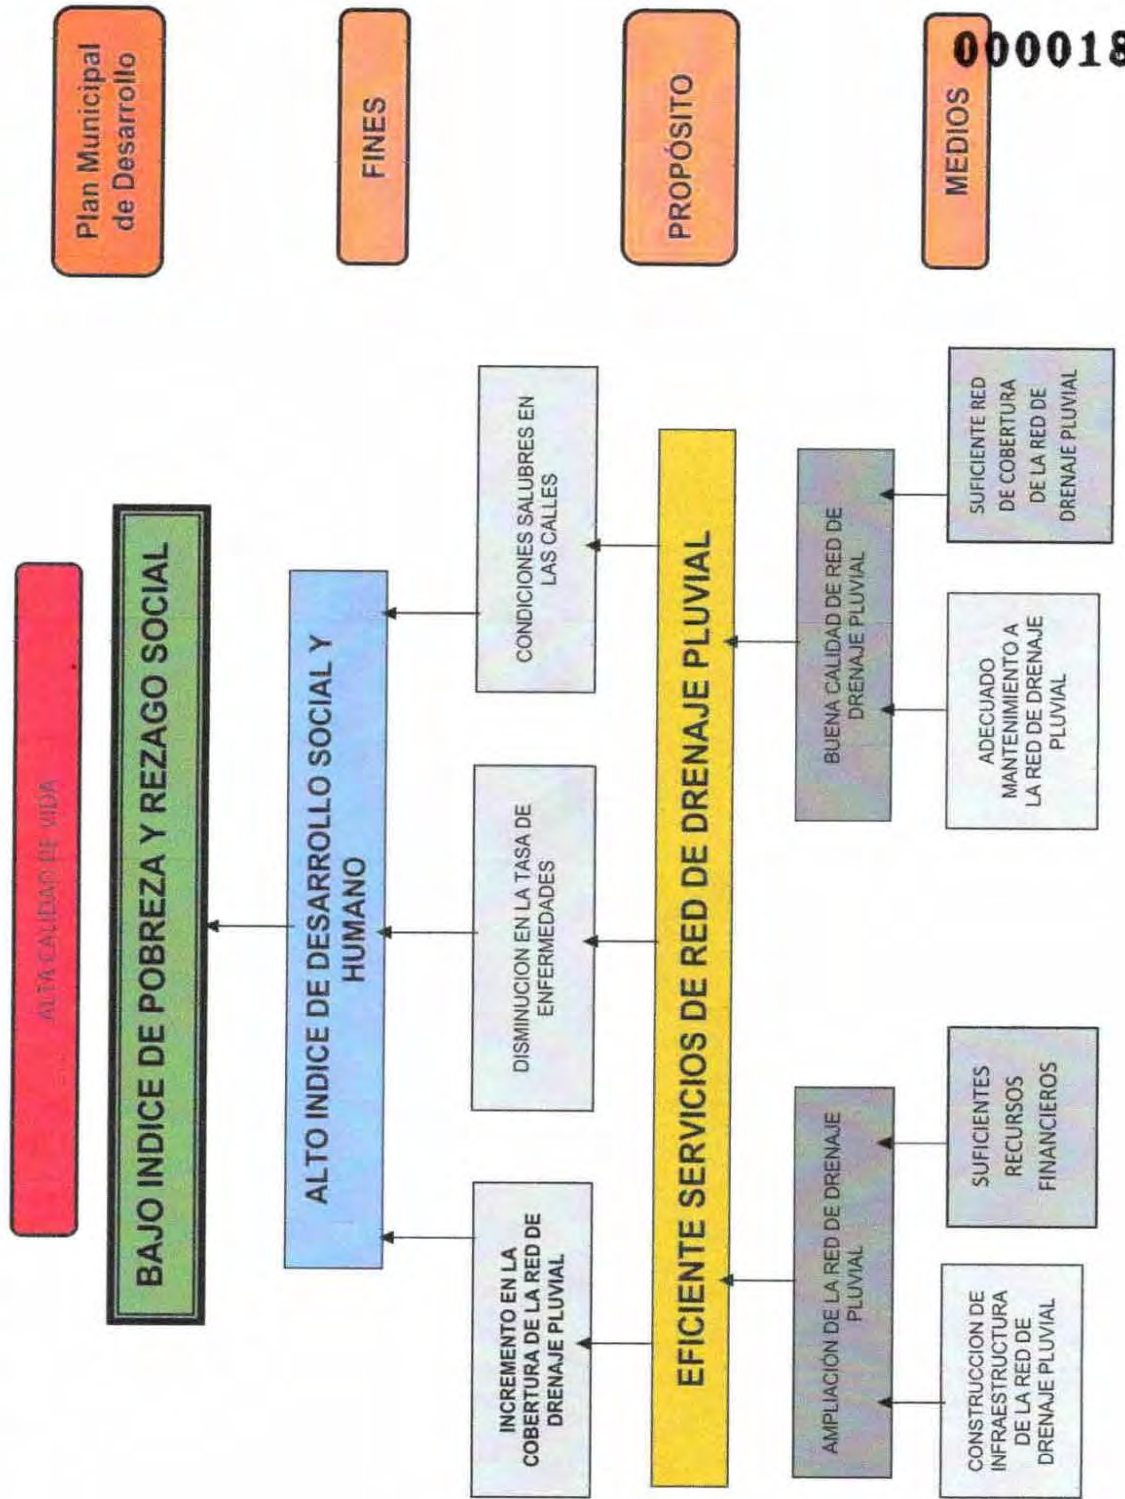 ALTA CALIDAD DE VIDA
Plan Municipal
de Desarrollo
BAJO INDICE DE POBREZA Y REZAGO SOCIAL
ALTO INDICE DE DESARROLLO SOCIAL Y
HUMANO
FINES
INCREMENTO EN LA
COBERTURA DE LA RED DE
DRENAJE PLUVIAL
DISMINUCION EN LA TASA DE
ENFERMEDADES
CONDICIONES SALUBRES EN
LAS CALLES
EFICIENTE SERVICIOS DE RED DE DRENAJE PLUVIAL
PROPÓSITO
AMPLIACIÓN DE LA RED DE DRENAJE
PLUVIAL
BUENA CALIDAD DE RED DE
DRENAJE PLUVIAL
CONSTRUCCION DE
INFRAESTRUCTURA
DE LA RED DE
DRENAJE PLUVIAL
SUFICIENTES
RECURSOS
FINANCIEROS
ADECUADO
MANTENIMIENTO A
LA RED DE DRENAJE
PLUVIAL
SUFICIENTE RED
DE COBERTURA
DE LA RED DE
DRENAJE PLUVIAL
MEDIOS
000018